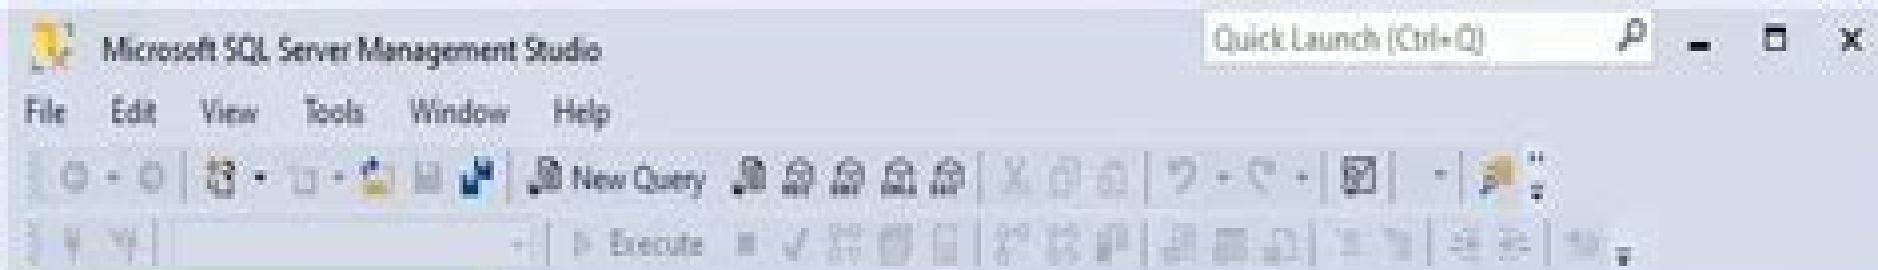 Microsoft SQL Server Management Studio Quick Launch (Ctrl+Q)
File Edit View Tools Window Help
New Query
Execute